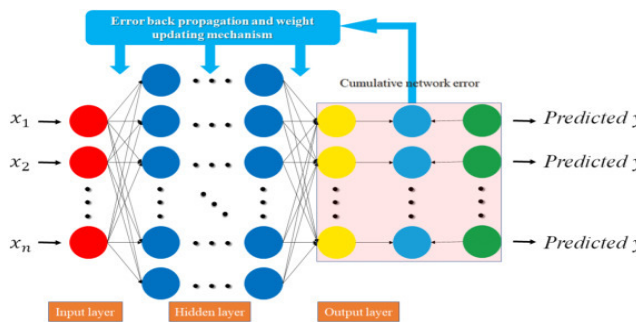 Error back propagation and weight
updating mechanism
Cumulative network error
x1 Predicted y
x2 Predicted y
xn Predicted y
Input layer Hidden layer Output layer